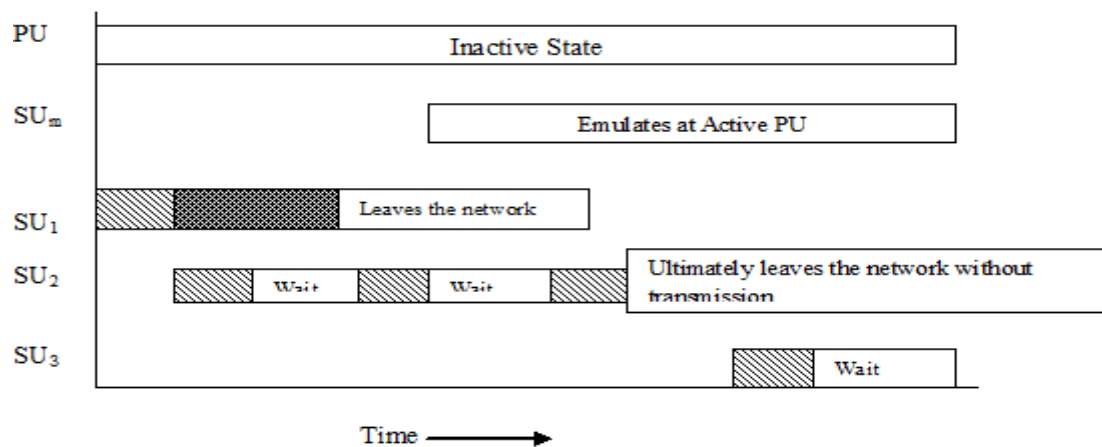 PU
Inactive State
SUm
Emulates at Active PU
SU1
Leaves the network
SU2
Wait
Wait
Ultimately leaves the network without
transmission
SU3
Wait
Time